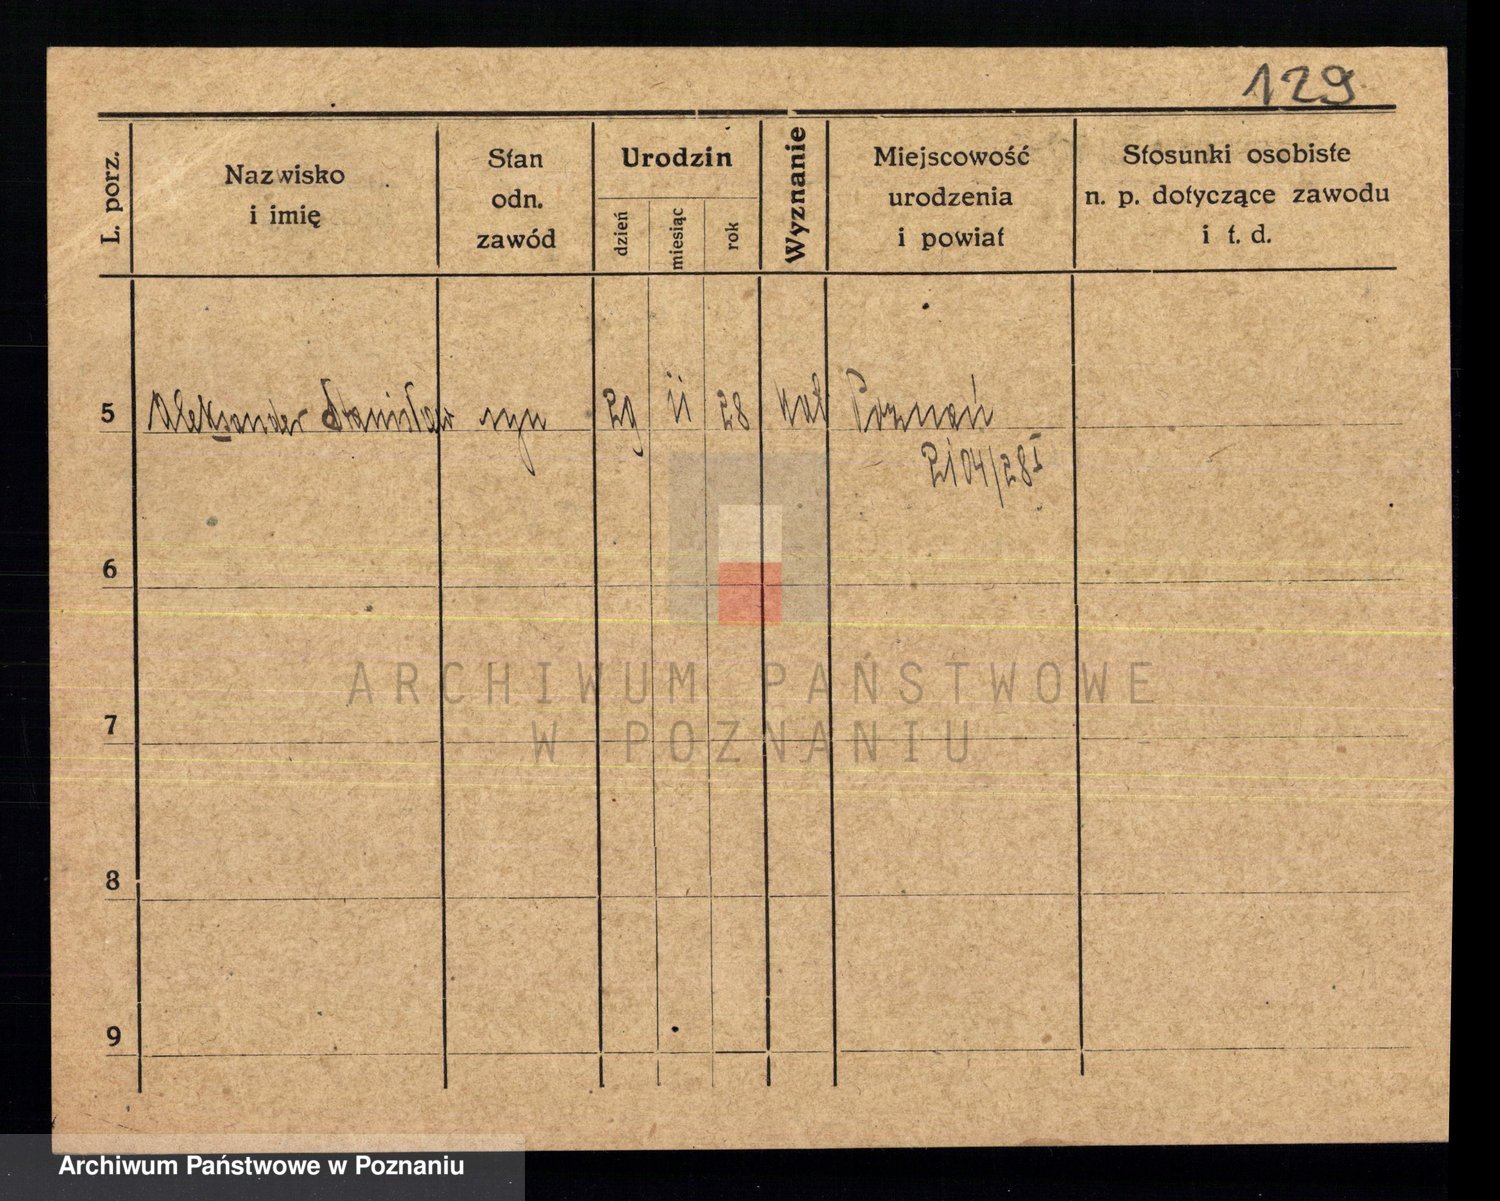 129
L. porz.
Nazwisko
i imię
Stan
odn.
zawód
Urodzin
dzień
miesiąc
rok
Wyznanie
Miejscowość
urodzenia
i powiat
Stosunki osobiste
n. p. dotyczące zawodu
i t. d.
5 Aleksander Stanisław syn 29 11 28 kat Poznań
2104/28 I
6
7
8
9
ARCHIWUM PAŃSTWOWE
W POZNANIU
Archiwum Państwowe w Poznaniu